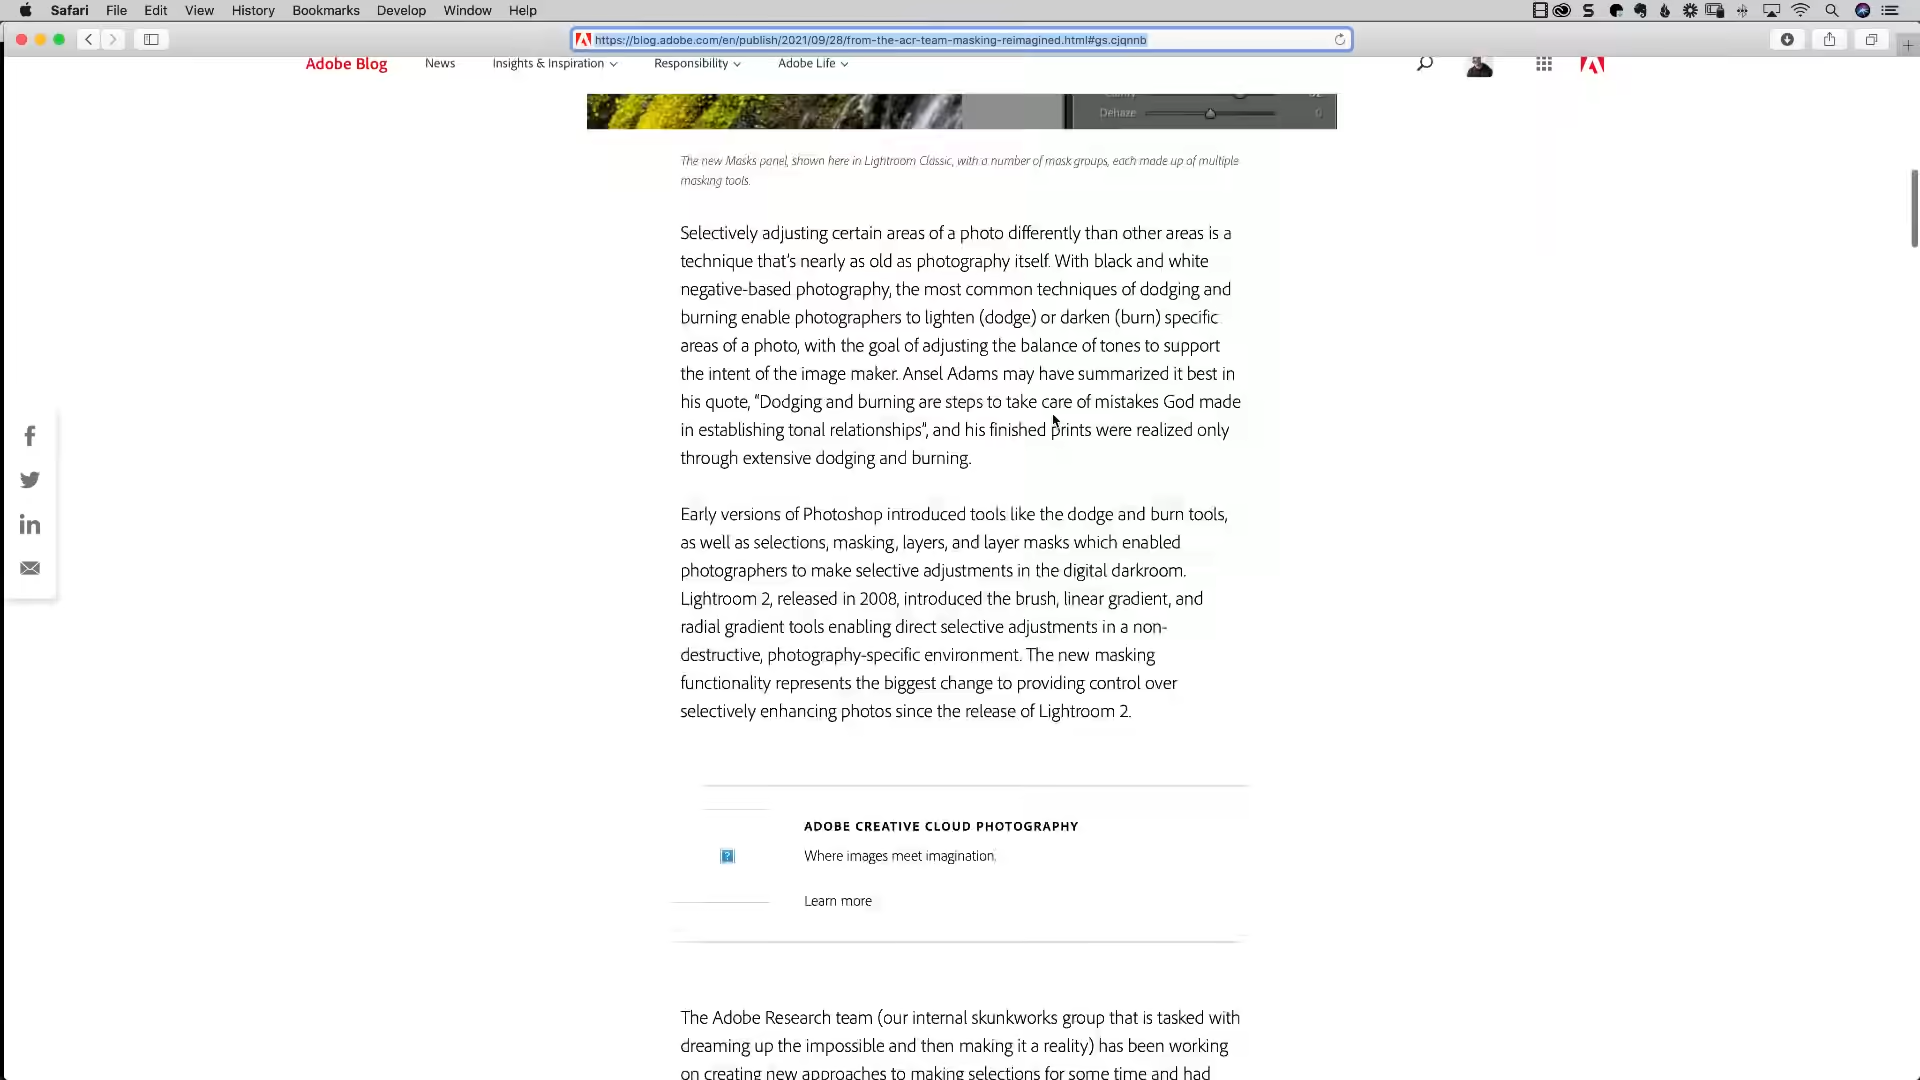 Safari File Edit View History Bookmarks Develop Window Help
https://blog.adobe.com/en/publish/2021/09/28/from-the-acr-team-masking-reimagined.html#gs.cjqnnb
Adobe Blog News Insights & Inspiration Responsibility Adobe Life
Dehaze 0
The new Masks panel, shown here in Lightroom Classic, with a number of mask groups, each made up of multiple
masking tools.
Selectively adjusting certain areas of a photo differently than other areas is a
technique that's nearly as old as photography itself. With black and white
negative-based photography, the most common techniques of dodging and
burning enable photographers to lighten (dodge) or darken (burn) specific
areas of a photo, with the goal of adjusting the balance of tones to support
the intent of the image maker. Ansel Adams may have summarized it best in
his quote, “Dodging and burning are steps to take care of mistakes God made
in establishing tonal relationships”, and his finished prints were realized only
through extensive dodging and burning.
Early versions of Photoshop introduced tools like the dodge and burn tools,
as well as selections, masking, layers, and layer masks which enabled
photographers to make selective adjustments in the digital darkroom.
Lightroom 2, released in 2008, introduced the brush, linear gradient, and
radial gradient tools enabling direct selective adjustments in a non-
destructive, photography-specific environment. The new masking
functionality represents the biggest change to providing control over
selectively enhancing photos since the release of Lightroom 2.
ADOBE CREATIVE CLOUD PHOTOGRAPHY
Where images meet imagination.
Learn more
The Adobe Research team (our internal skunkworks group that is tasked with
dreaming up the impossible and then making it a reality) has been working
on creating new approaches to making selections for some time and had